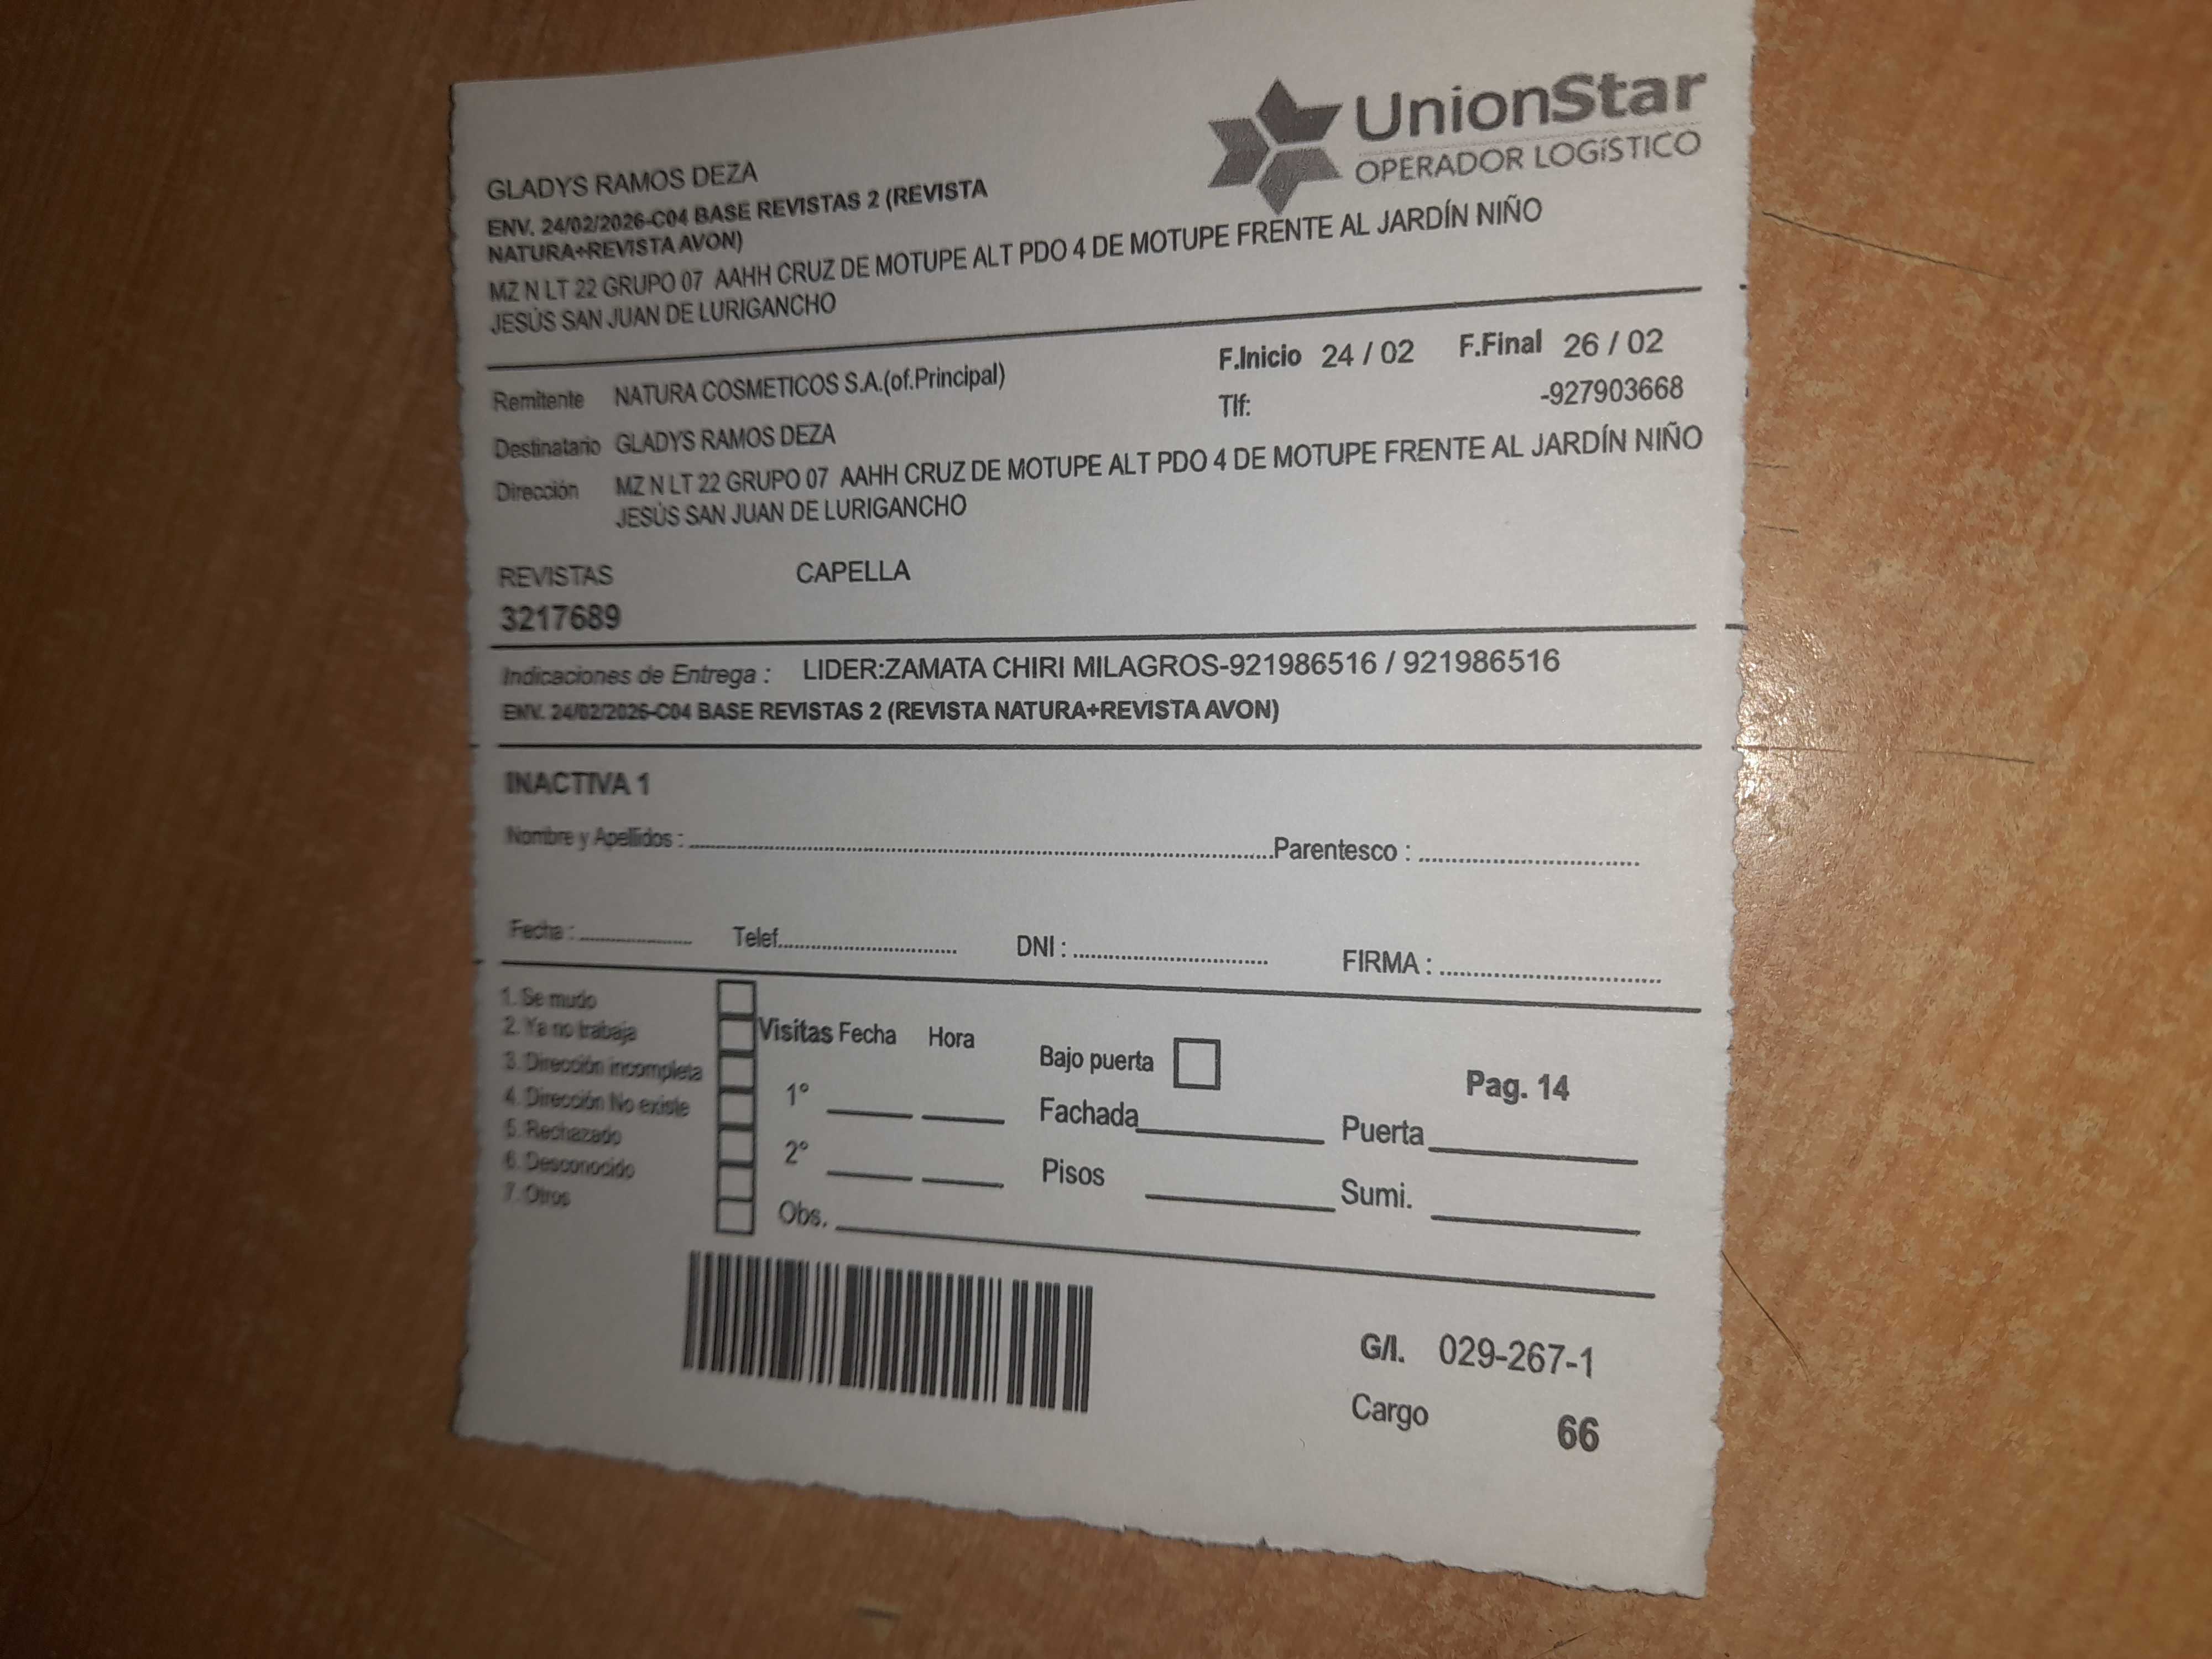 UnionStar
OPERADOR LOGíSTICO
GLADYS RAMOS DEZA
ENV. 24/02/2026-C04 BASE REVISTAS 2 (REVISTA
NATURA+REVISTA AVON)
MZ N LT 22 GRUPO 07 AAHH CRUZ DE MOTUPE ALT PDO 4 DE MOTUPE FRENTE AL JARDÍN NIÑO
JESÚS SAN JUAN DE LURIGANCHO
F.Inicio 24 / 02 F.Final 26 / 02
Remitente NATURA COSMETICOS S.A.(of.Principal)
Tlf: -927903668
Destinatario GLADYS RAMOS DEZA
Dirección MZ N LT 22 GRUPO 07 AAHH CRUZ DE MOTUPE ALT PDO 4 DE MOTUPE FRENTE AL JARDÍN NIÑO
JESÚS SAN JUAN DE LURIGANCHO
REVISTAS CAPELLA
3217689
Indicaciones de Entrega : LIDER:ZAMATA CHIRI MILAGROS-921986516 / 921986516
ENV. 24/02/2026-C04 BASE REVISTAS 2 (REVISTA NATURA+REVISTA AVON)
INACTIVA 1
Nombre y Apellidos : Parentesco :
Fecha : Telef. DNI : FIRMA :
1. Se mudo
2. Ya no trabaja
3. Dirección incompleta
4. Dirección No existe
5. Rechazado
6. Desconocido
7. Otros
Visitas Fecha Hora
1°
2°
Obs.
Bajo puerta
Pag. 14
Fachada Puerta
Pisos Sumi.
G/I. 029-267-1
Cargo 66